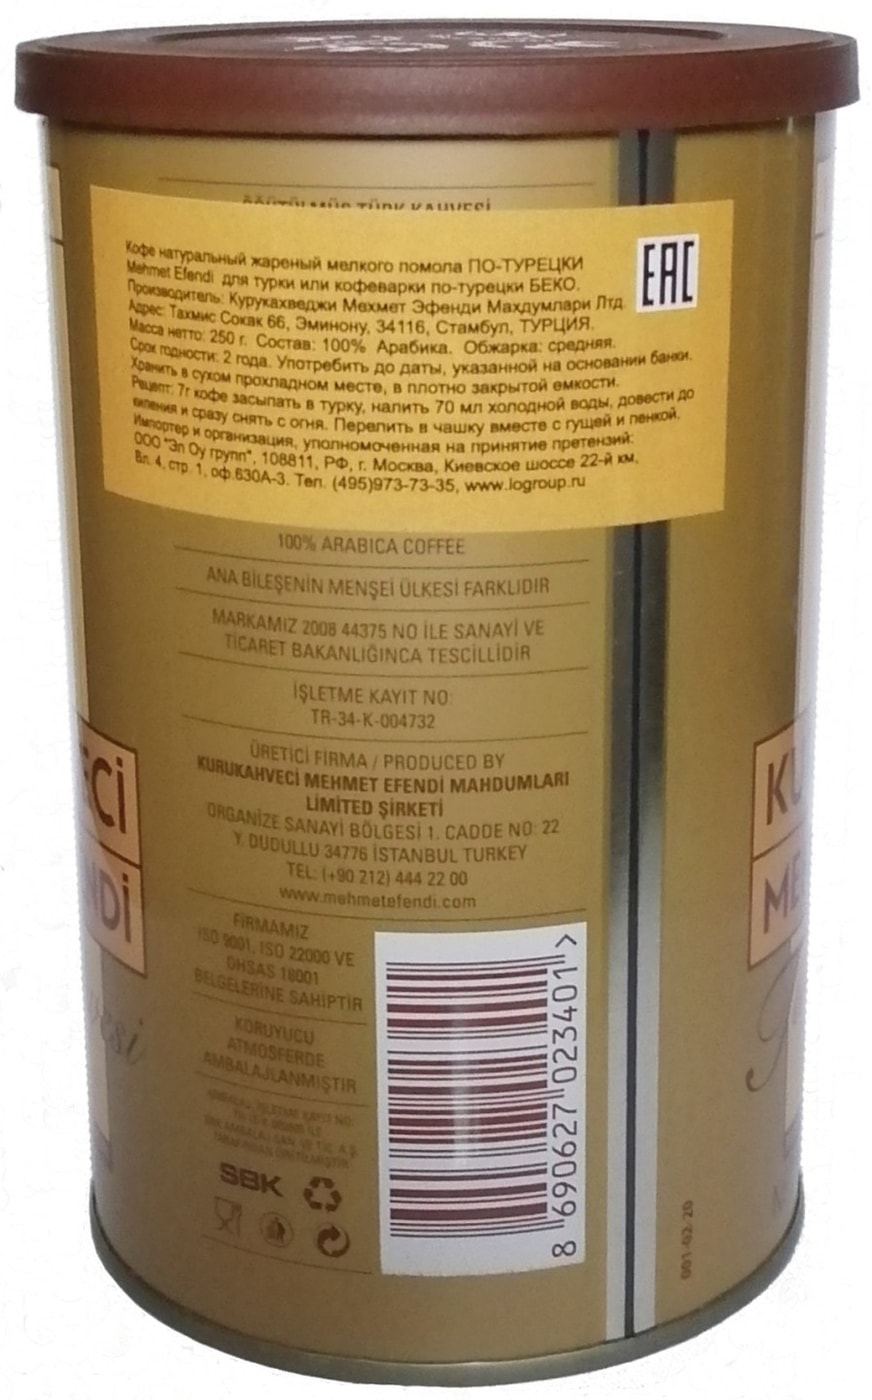 ÖĞÜTÜLMÜŞ TÜRK KAHVESİ
Кофе натуральный жареный мелкого помола ПО-ТУРЕЦКИ
Mehmet Efendi для турки или кофеварки по-турецки БЕКО.
Производитель: Курукахведжи Мехмет Эфенди Махдумлари Лтд.
Адрес: Тахмис Сокак 66, Эминону, 34116, Стамбул, ТУРЦИЯ.
Масса нетто: 250 г. Состав: 100% Арабика. Обжарка: средняя.
Срок годности: 2 года. Употребить до даты, указанной на основании банки.
Хранить в сухом прохладном месте, в плотно закрытой емкости.
Рецепт: 7г кофе засыпать в турку, налить 70 мл холодной воды, довести до
кипения и сразу снять с огня. Перелить в чашку вместе с гущей и пенкой.
Импортер и организация, уполномоченная на принятие претензий:
ООО "Эл Оу групп", 108811, РФ, г. Москва, Киевское шоссе 22-й км,
Вл. 4, стр. 1, оф.630А-3. Тел. (495)973-73-35, www.logroup.ru
EAC
100% ARABICA COFFEE
ANA BİLEŞENİN MENŞEİ ÜLKESİ FARKLIDIR
MARKAMIZ 2008 44375 NO İLE SANAYİ VE
TİCARET BAKANLIĞINCA TESCİLLİDİR
İŞLETME KAYIT NO:
TR-34-K-004732
ÜRETİCİ FİRMA / PRODUCED BY
KURUKAHVECİ MEHMET EFENDİ MAHDUMLARI
LİMİTED ŞİRKETİ
ORGANİZE SANAYİ BÖLGESİ 1. CADDE NO: 22
Y. DUDULLU 34776 İSTANBUL TURKEY
TEL: (+90 212) 444 22 00
www.mehmetefendi.com
FİRMAMIZ
ISO 9001, ISO 22000 VE
OHSAS 18001
BELGELERİNE SAHİPTİR
KORUYUCU
ATMOSFERDE
AMBALAJLANMIŞTIR
SBK
8 690627 023401 >
001-02-20
ECİ
NDİ
KU
ME